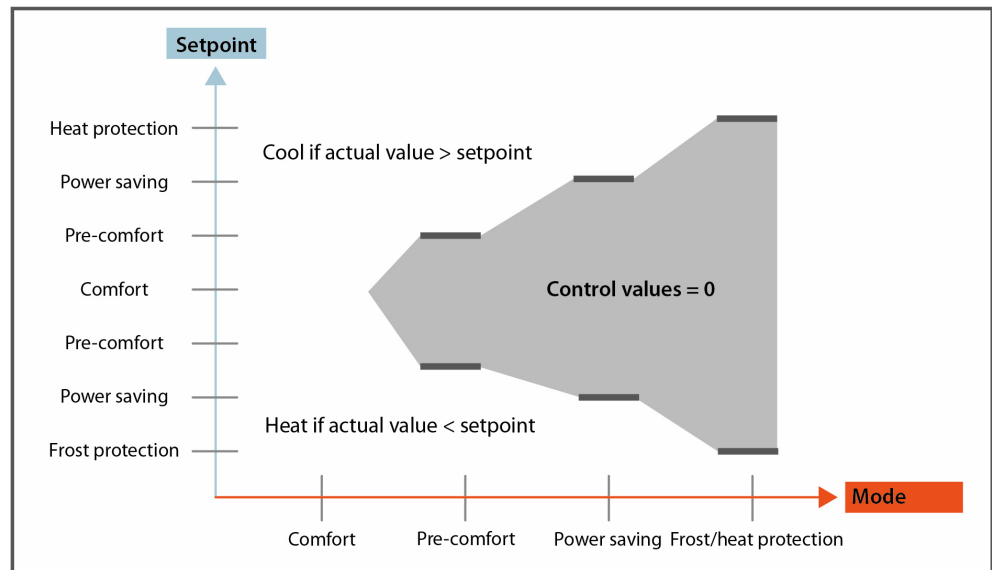 Setpoint
Heat protection
Cool if actual value > setpoint
Power saving
Pre-comfort
Comfort
Control values = 0
Pre-comfort
Power saving
Heat if actual value < setpoint
Frost protection
Mode
Comfort
Pre-comfort
Power saving
Frost/heat protection